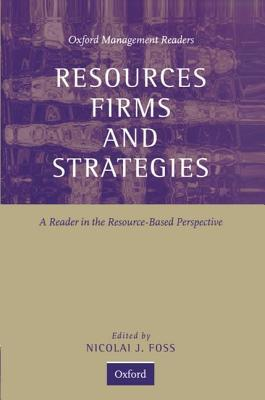 Oxford Management Readers
RESOURCES
FIRMS
AND
STRATEGIES
A Reader in the Resource-Based Perspective
Edited by
NICOLAI J. FOSS
Oxford